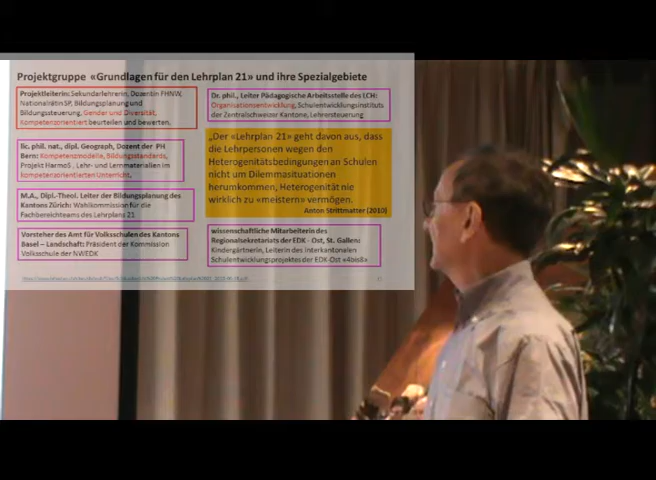 Projektgruppe «Grundlagen für den Lehrplan 21» und ihre Spezialgebiete
Projektleiterin: Sekundarlehrerin, Dozentin FHNW,
Nationalrätin SP, Bildungsplanung und
Bildungssteuerung, Gender und Diversität,
Kompetenzorientiert beurteilen und bewerten.
lic. phil. nat., dipl. Geograph, Dozent der PH
Bern: Kompetenzmodelle, Bildungsstandards,
Projekt HarmoS, Lehr- und Lernmaterialien im
kompetenzorientierten Unterricht.
M.A., Dipl.-Theol. Leiter der Bildungsplanung des
Kantons Zürich: Wahlkommission für die
Fachbereichteams des Lehrplans 21
Vorsteher des Amt für Volksschulen des Kantons
Basel – Landschaft: Präsident der Kommission
Volksschule der NWEDK
Dr. phil., Leiter Pädagogische Arbeitsstelle des LCH:
Organisationsentwicklung, Schulentwicklungsinstituts
der Zentralschweizer Kantone, Lehrersteuerung
„Der «Lehrplan 21» geht davon aus, dass
die Lehrpersonen wegen den
Heterogenitätsbedingungen an Schulen
nicht um Dilemmasituationen
herumkommen, Heterogenität nie
wirklich zu «meistern» vermögen.
Anton Strittmatter (2010)
wissenschaftliche Mitarbeiterin des
Regionalsekretariats der EDK - Ost, St. Gallen:
Kindergärtnerin, Leiterin des interkantonalen
Schulentwicklungsprojektes der EDK-Ost «4bis8»